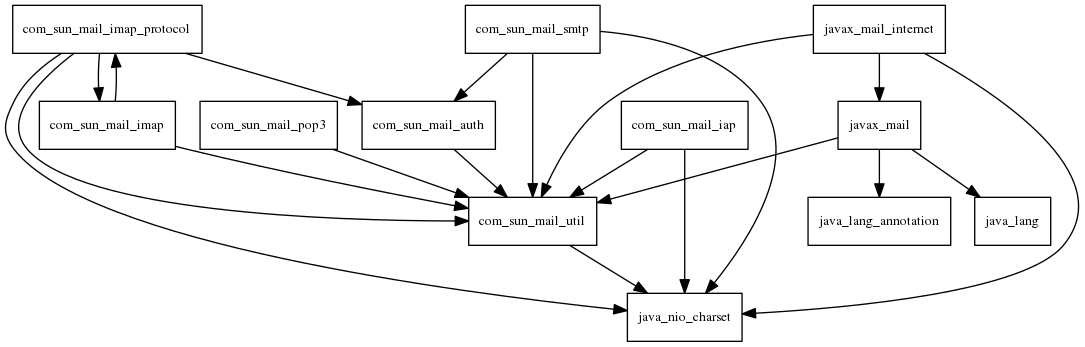 com_sun_mail_imap_protocol
com_sun_mail_smtp
javax_mail_internet
com_sun_mail_imap
com_sun_mail_pop3
com_sun_mail_auth
com_sun_mail_iap
javax_mail
com_sun_mail_util
java_lang_annotation
java_lang
java_nio_charset